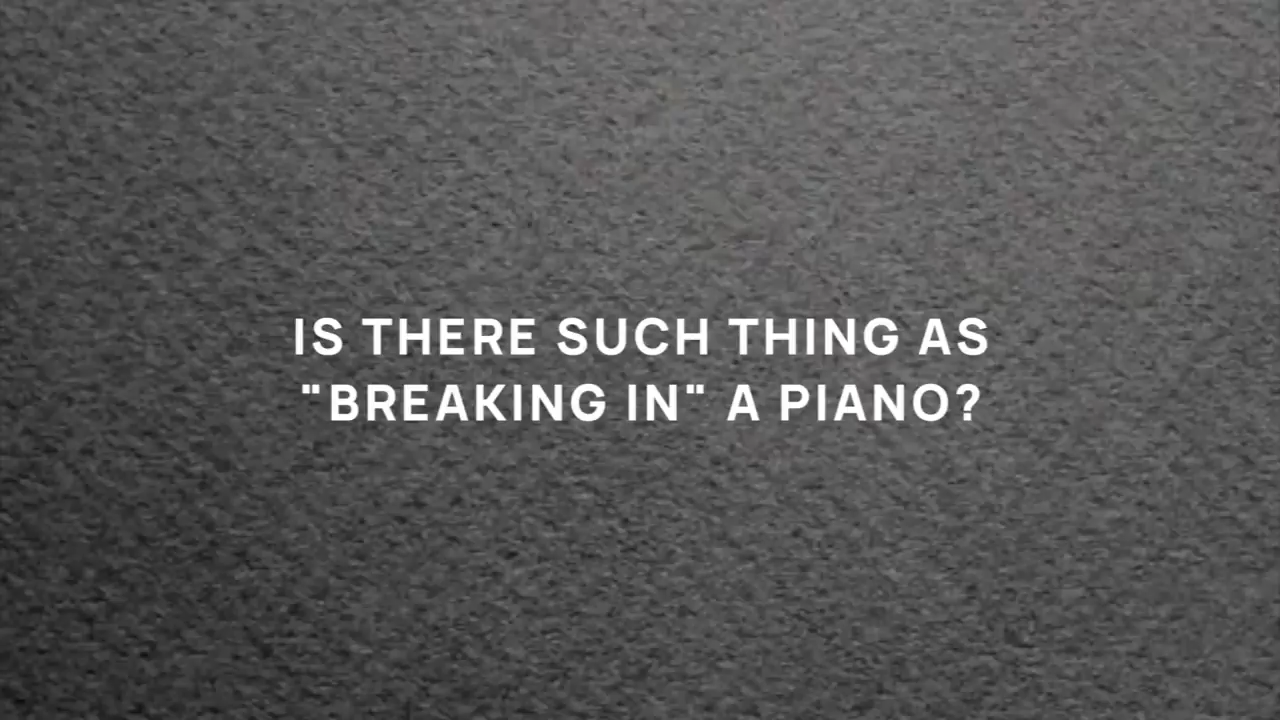 IS THERE SUCH THING AS
"BREAKING IN" A PIANO?